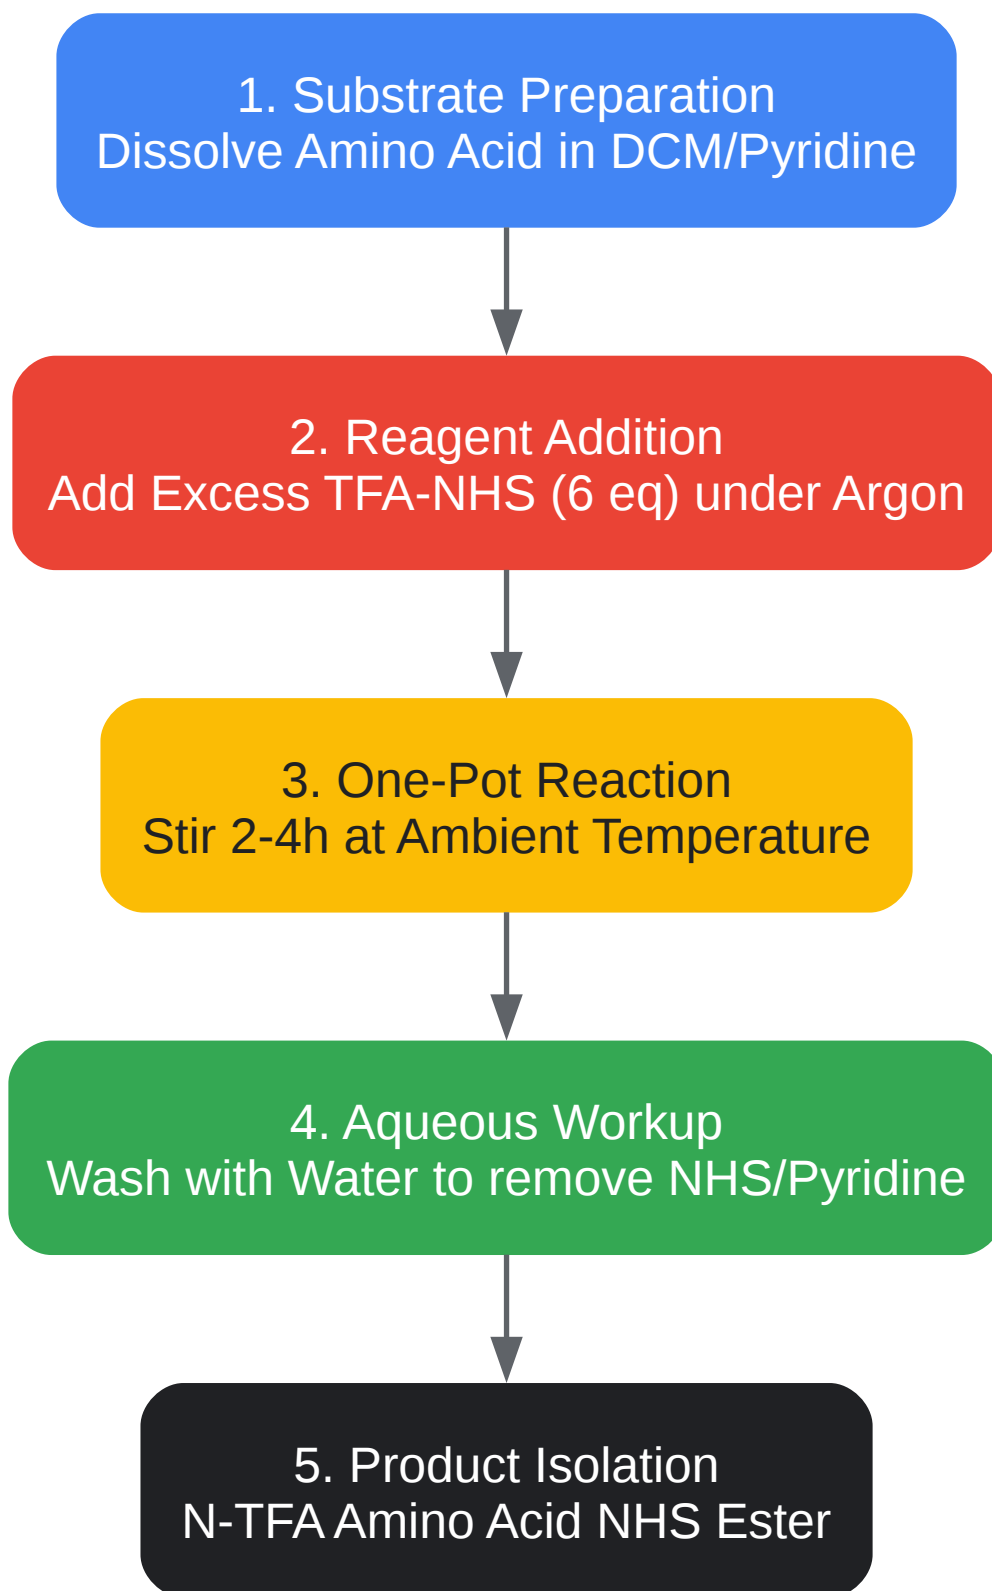 1. Substrate Preparation
Dissolve Amino Acid in DCM/Pyridine
2. Reagent Addition
Add Excess TFA-NHS (6 eq) under Argon
3. One-Pot Reaction
Stir 2-4h at Ambient Temperature
4. Aqueous Workup
Wash with Water to remove NHS/Pyridine
5. Product Isolation
N-TFA Amino Acid NHS Ester